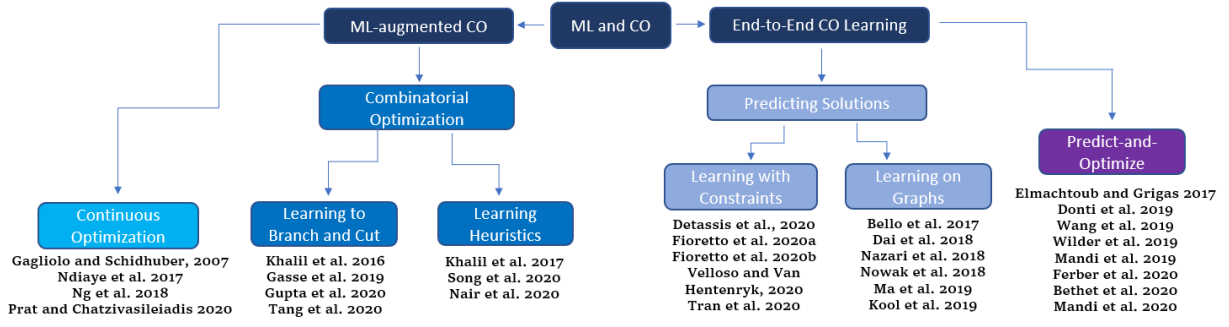 ML-augmented CO
ML and CO
End-to-End CO Learning
Combinatorial
Optimization
Predicting Solutions
Predict-and-
Optimize
Continuous
Optimization
Learning to
Branch and Cut
Learning
Heuristics
Learning with
Constraints
Learning on
Graphs
Gagliolo and Schidhuber, 2007
Ndiaye et al. 2017
Ng et al. 2018
Prat and Chatzivasileiadis 2020
Khalil et al. 2016
Gasse et al. 2019
Gupta et al. 2020
Tang et al. 2020
Khalil et al. 2017
Song et al. 2020
Nair et al. 2020
Detassis et al., 2020
Fioretto et al. 2020a
Fioretto et al. 2020b
Velloso and Van
Hentenryk, 2020
Tran et al. 2020
Bello et al. 2017
Dai et al. 2018
Nazari et al. 2018
Nowak et al. 2018
Ma et al. 2019
Kool et al. 2019
Elmachtoub and Grigas 2017
Donti et al. 2019
Wang et al. 2019
Wilder et al. 2019
Mandi et al. 2019
Ferber et al. 2020
Bethet et al. 2020
Mandi et al. 2020